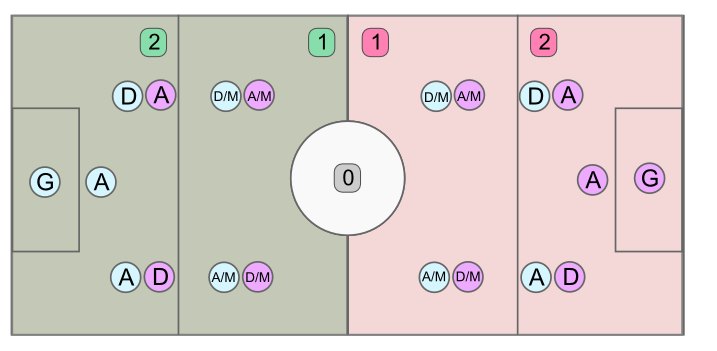 2 1 1 2
D A D/M A/M D/M A/M D A
G A 0 A G
A D A/M D/M A/M D/M A D